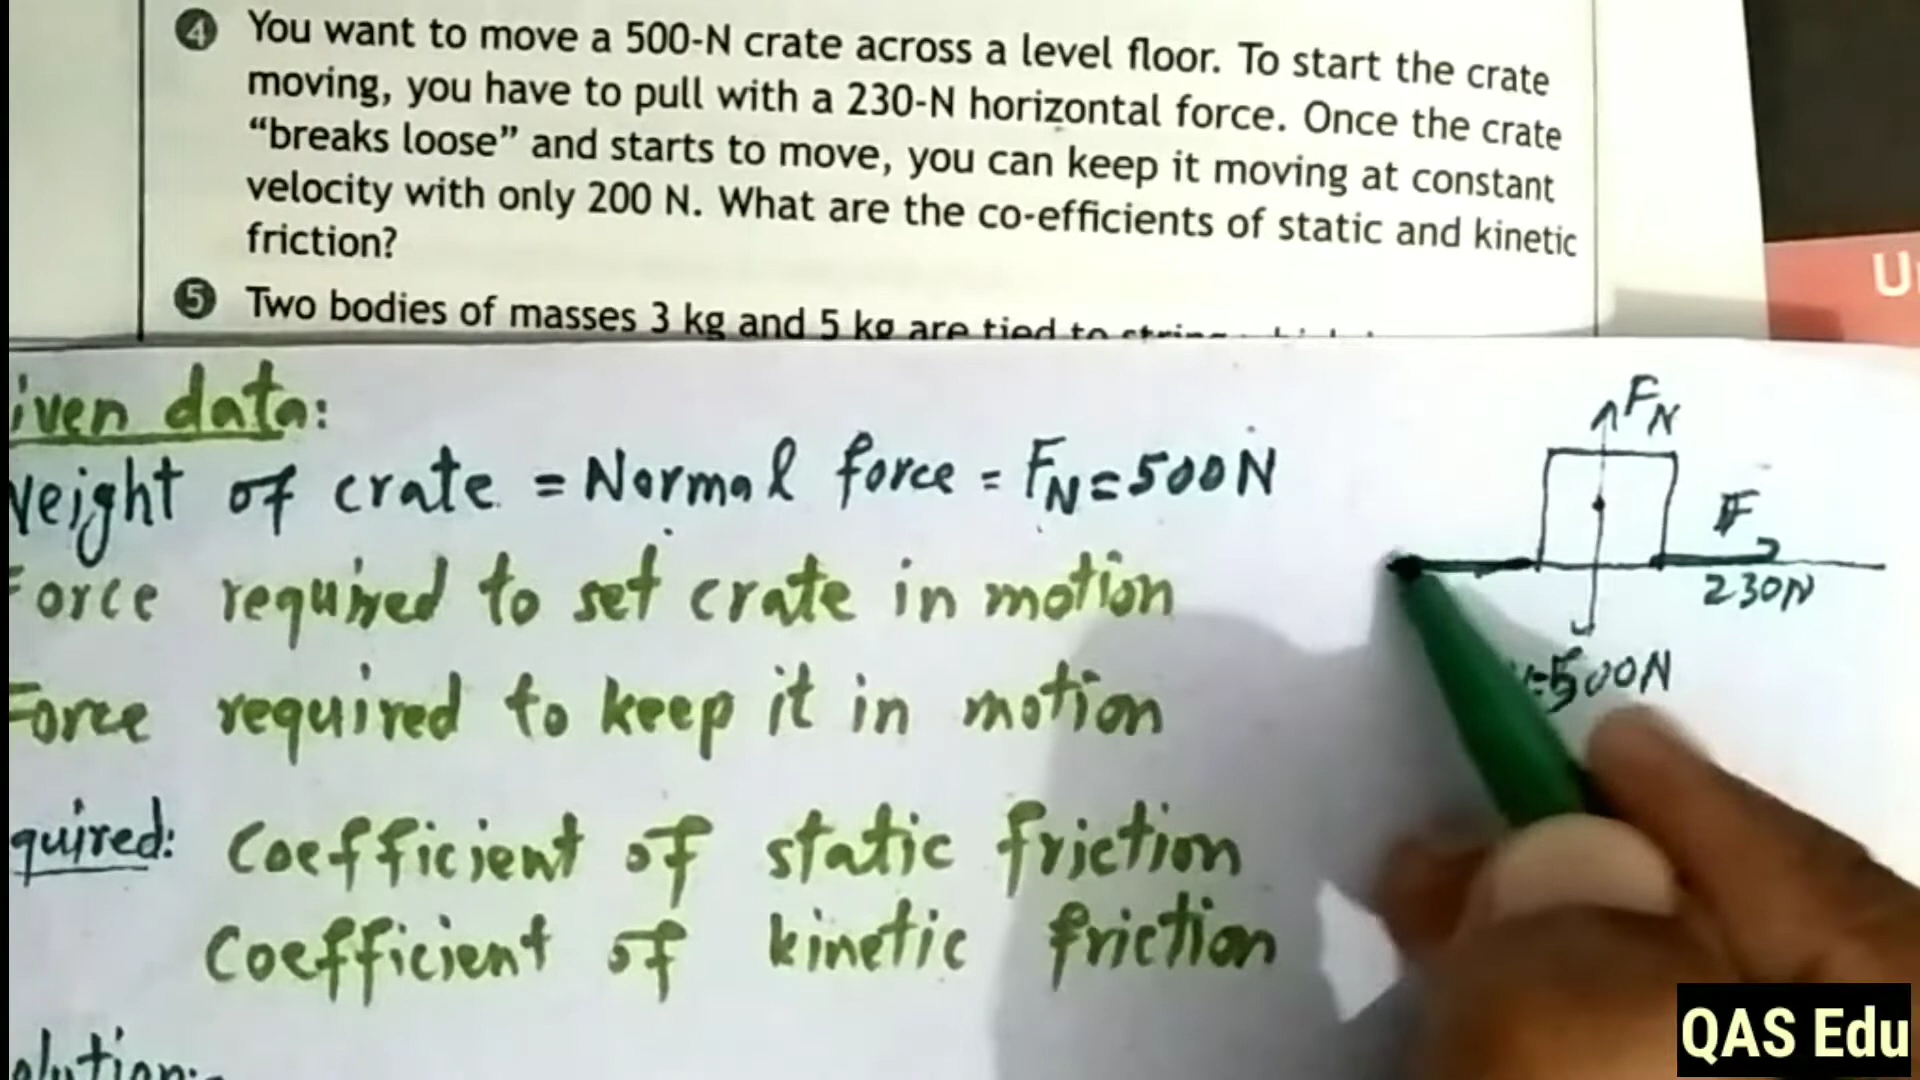 4 You want to move a 500-N crate across a level floor. To start the crate
moving, you have to pull with a 230-N horizontal force. Once the crate
“breaks loose” and starts to move, you can keep it moving at constant
velocity with only 200 N. What are the co-efficients of static and kinetic
friction?
5 Two bodies of masses 3 kg and 5 kg are tied to
U
iven data:
Weight of crate = Normal force = FN = 500N
Force required to set crate in motion
Force required to keep it in motion
quired: Coefficient of static friction
Coefficient of kinetic friction
olution:-
FN
F
230N
=500N
QAS Edu